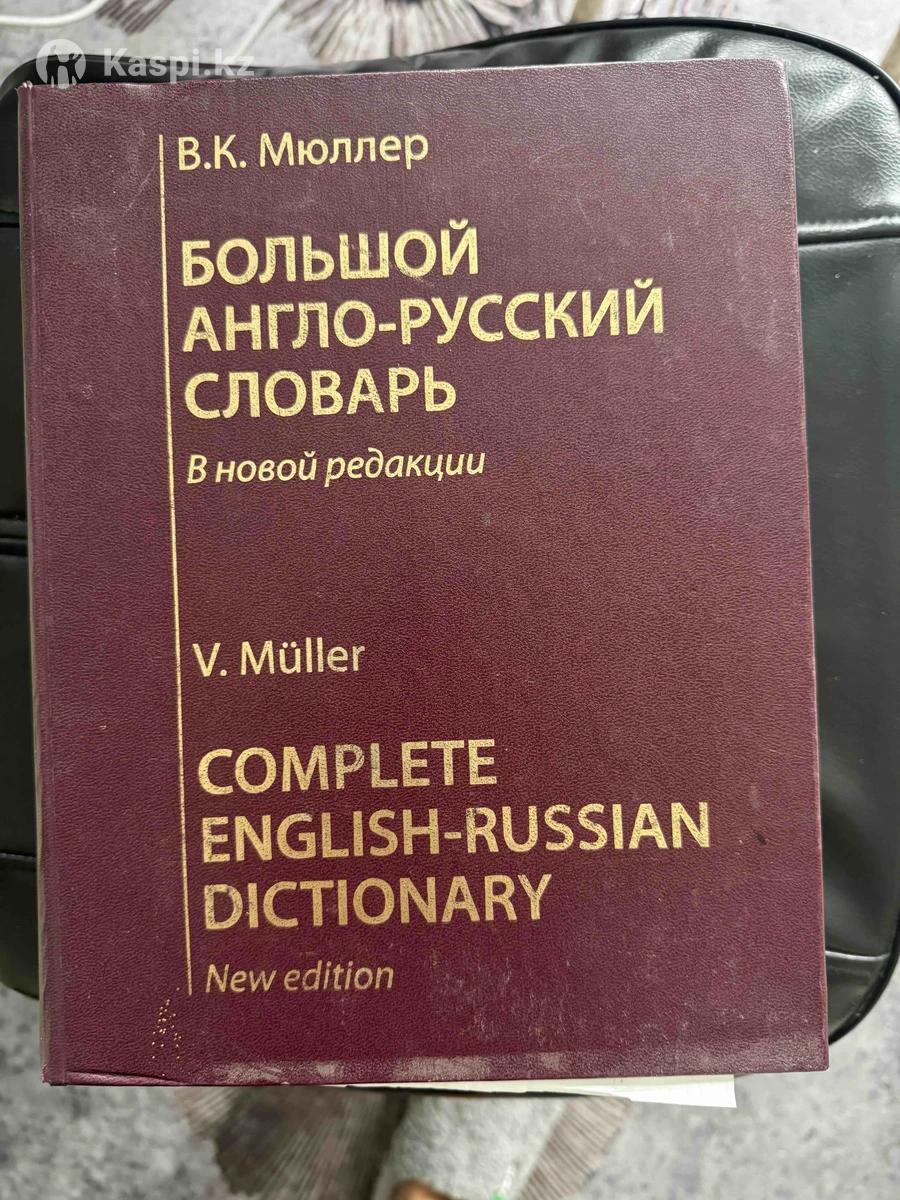 Kaspi.kz
В.К. Мюллер
БОЛЬШОЙ
АНГЛО-РУССКИЙ
СЛОВАРЬ
В новой редакции
V. Müller
COMPLETE
ENGLISH-RUSSIAN
DICTIONARY
New edition